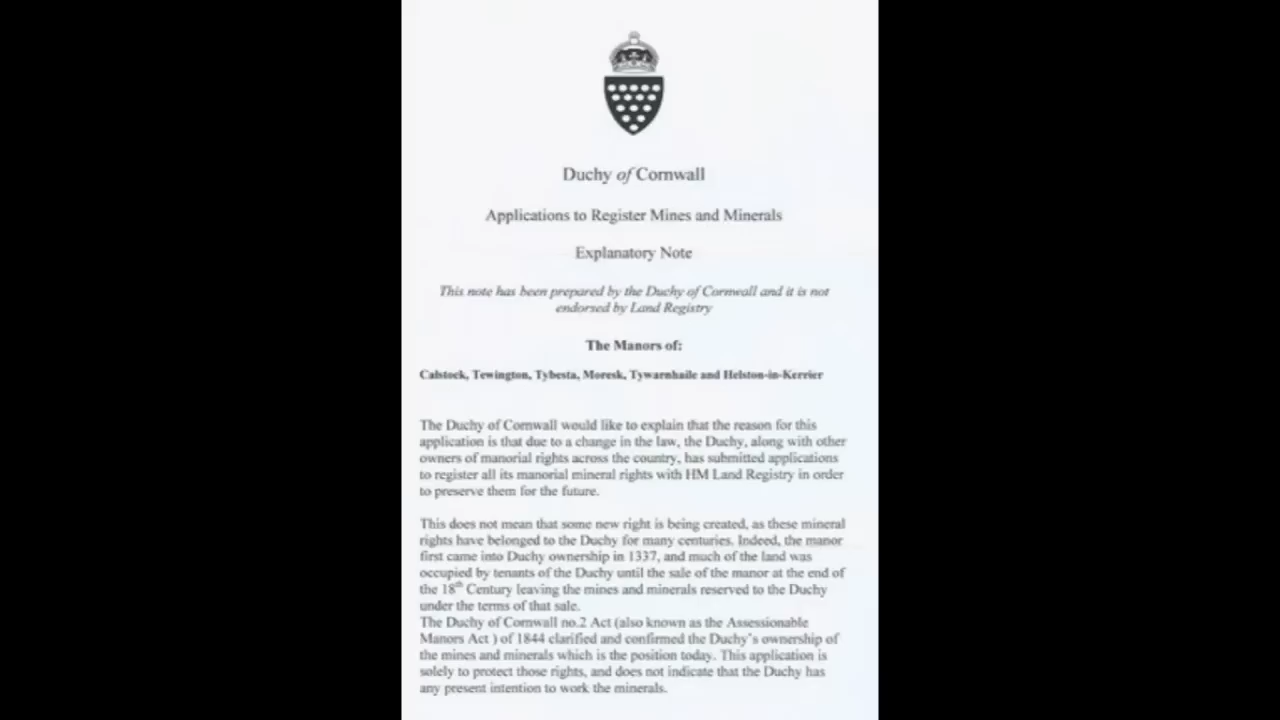 Duchy of Cornwall
Applications to Register Mines and Minerals
Explanatory Note
This note has been prepared by the Duchy of Cornwall and it is not
endorsed by Land Registry
The Manors of:
Calstock, Tewington, Tybesta, Moresk, Tywarnhaile and Helston-in-Kerrier
The Duchy of Cornwall would like to explain that the reason for this
application is that due to a change in the law, the Duchy, along with other
owners of manorial rights across the country, has submitted applications
to register all its manorial mineral rights with HM Land Registry in order
to preserve them for the future.
This does not mean that some new right is being created, as these mineral
rights have belonged to the Duchy for many centuries. Indeed, the manor
first came into Duchy ownership in 1337, and much of the land was
occupied by tenants of the Duchy until the sale of the manor at the end of
the 18th Century leaving the mines and minerals reserved to the Duchy
under the terms of that sale.
The Duchy of Cornwall no.2 Act (also known as the Assessionable
Manors Act ) of 1844 clarified and confirmed the Duchy's ownership of
the mines and minerals which is the position today. This application is
solely to protect those rights, and does not indicate that the Duchy has
any present intention to work the minerals.